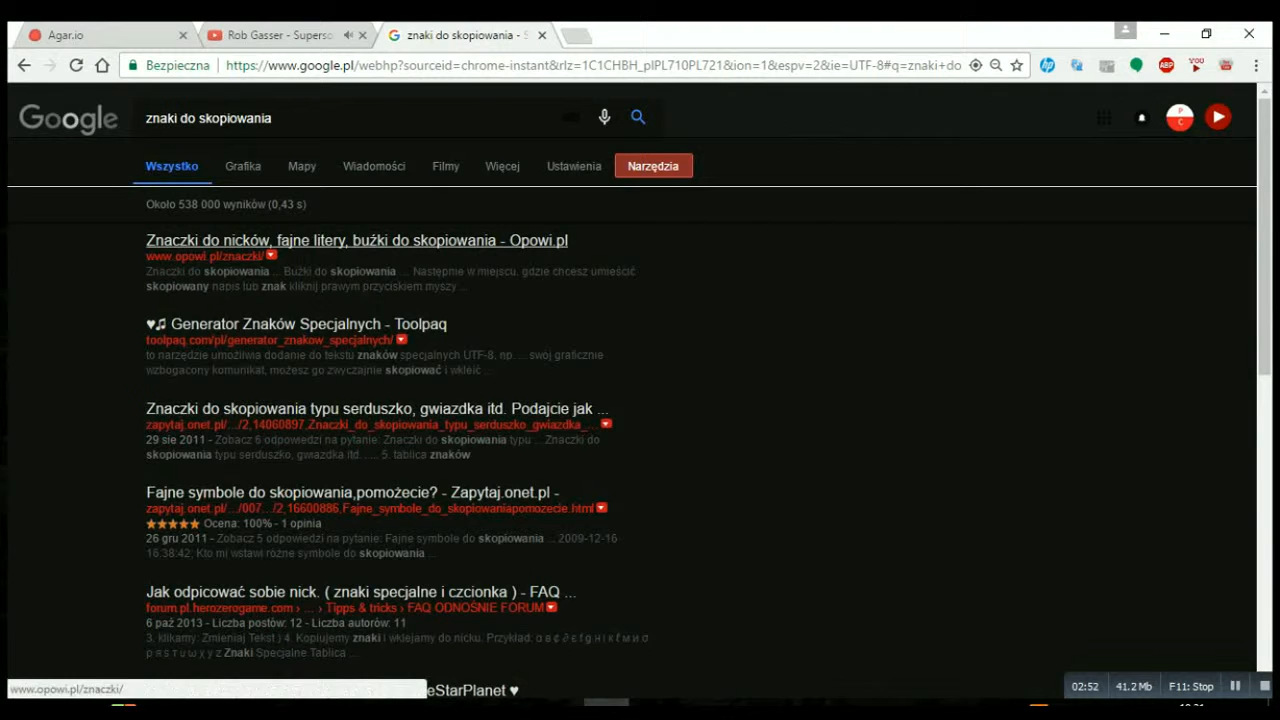 Agar.io
Rob Gasser - Superso
znaki do skopiowania - S
Bezpieczna
https://www.google.pl/webhp?sourceid=chrome-instant&rlz=1C1CHBH_plPL710PL721&ion=1&espv=2&ie=UTF-8#q=znaki+do
Google
znaki do skopiowania
Wszystko Grafika Mapy Wiadomości Filmy Więcej Ustawienia Narzędzia
Około 538 000 wyników (0,43 s)
Znaczki do nicków, fajne litery, buźki do skopiowania - Opowi.pl
www.opowi.pl/znaczki/
Znaczki do skopiowania ... Buźki do skopiowania ... Następnie w miejscu, gdzie chcesz umieścić
skopiowany napis lub znak kliknij prawym przyciskiem myszy ...
♥♫ Generator Znaków Specjalnych - Toolpaq
toolpaq.com/pl/generator_znakow_specjalnych/
to narzędzie umożliwia dodanie do tekstu znaków specjalnych UTF-8, np. ... swój graficznie
wzbogacony komunikat, możesz go zwyczajnie skopiować i wkleić ...
Znaczki do skopiowania typu serduszko, gwiazdka itd. Podajcie jak ...
zapytaj.onet.pl/.../2,14060897,Znaczki_do_skopiowania_typu_serduszko_gwiazdka_...
29 sie 2011 - Zobacz 6 odpowiedzi na pytanie: Znaczki do skopiowania typu ... Znaczki do
skopiowania typu serduszko, gwiazdka itd. .... 5. tablica znaków
Fajne symbole do skopiowania,pomożecie? - Zapytaj.onet.pl -
zapytaj.onet.pl/.../007.../2,16600886,Fajne_symbole_do_skopiowaniapomozecie.html
★★★★★ Ocena: 100% - 1 opinia
26 gru 2011 - Zobacz 5 odpowiedzi na pytanie: Fajne symbole do skopiowania ... 2009-12-16
16:38:42; Kto mi wstawi różne symbole do skopiowania ...
Jak odpicować sobie nick. ( znaki specjalne i czcionka ) - FAQ ...
forum.pl.herozerogame.com › ... › Tipps & tricks › FAQ ODNOŚNIE FORUM
6 paź 2013 - Liczba postów: 12 - Liczba autorów: 11
3. klikamy: Zmieniaj Tekst ) 4. Kopiujemy znaki i wklejamy do nicku. Przykład:
Znaki Specjalne Tablica ...
eStarPlanet ♥
www.opowi.pl/znaczki/
02:52 41.2 Mb F11: Stop